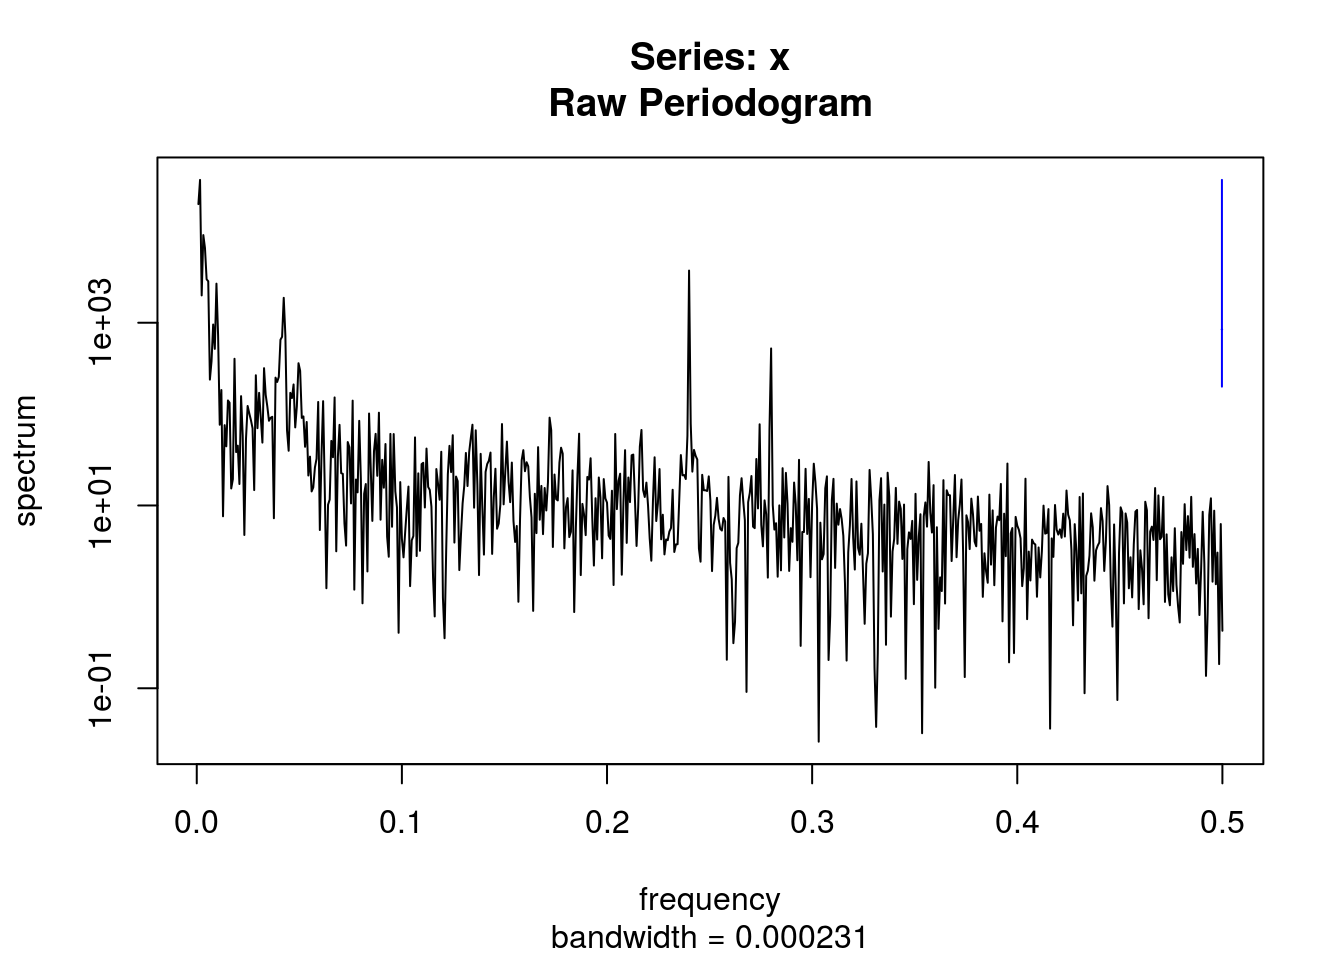 Series: x
Raw Periodogram
spectrum
1e+03
1e+01
1e-01
0.0 0.1 0.2 0.3 0.4 0.5
frequency
bandwidth = 0.000231